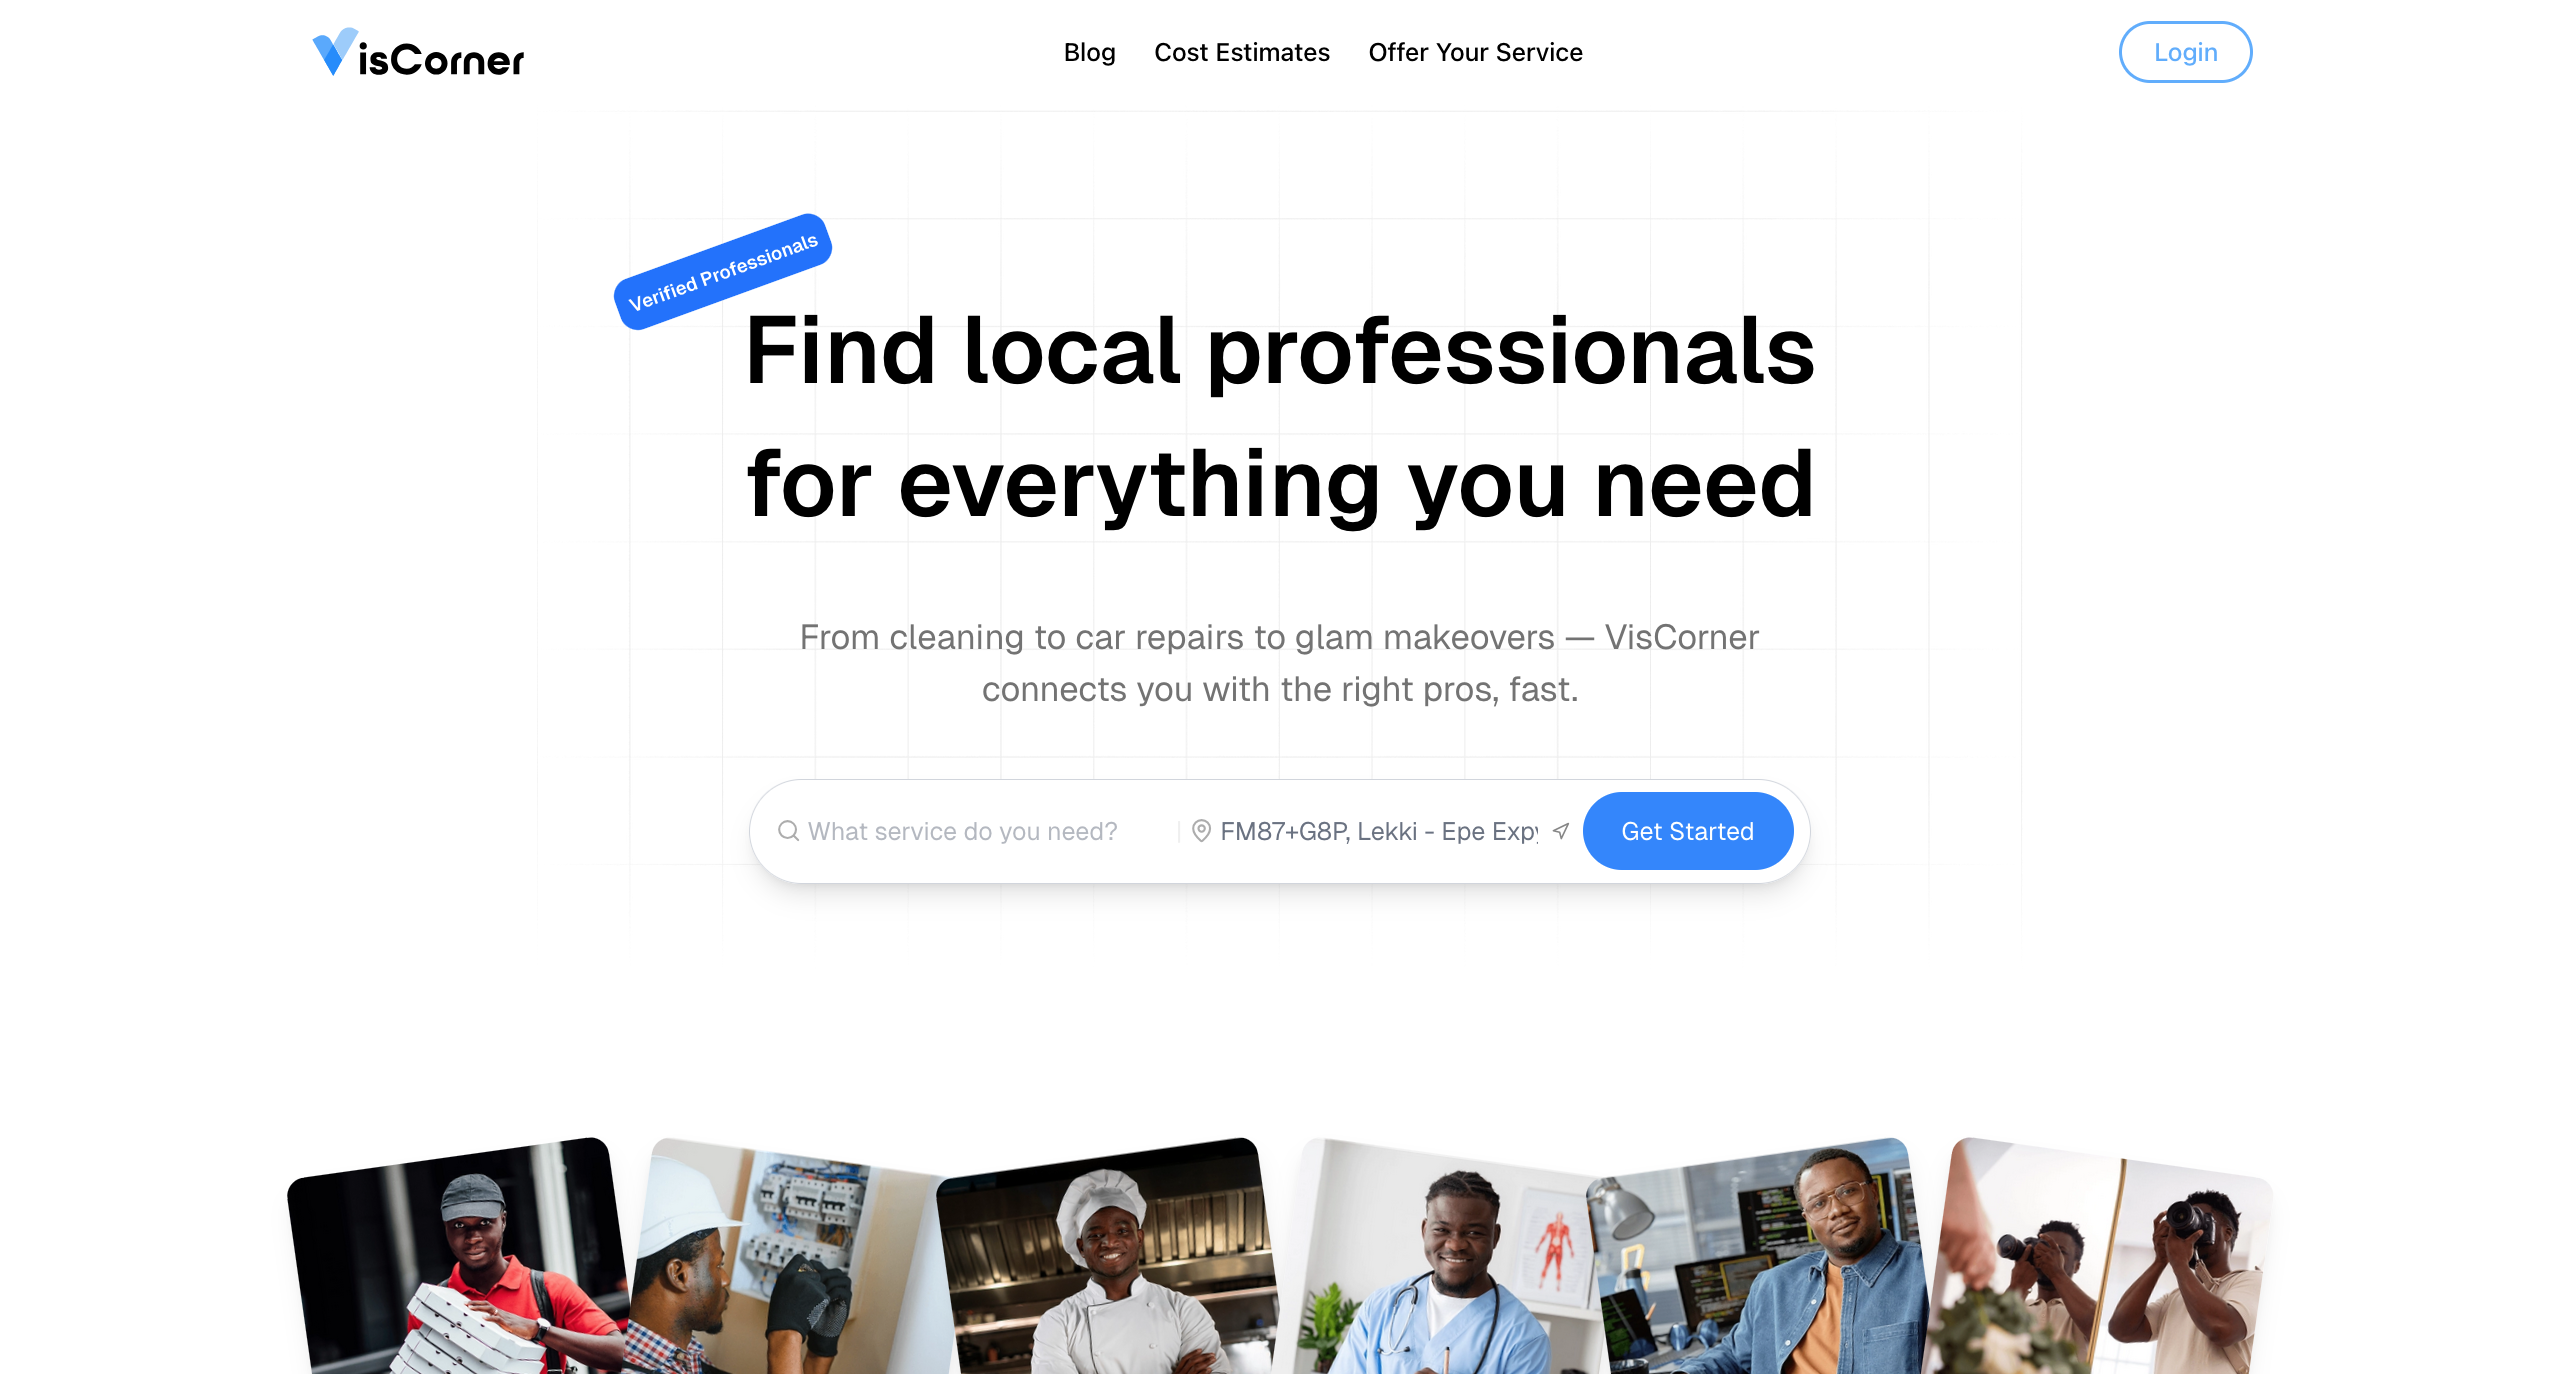 VisCorner
Blog
Cost Estimates
Offer Your Service
Login
Verified Professionals
Find local professionals
for everything you need
From cleaning to car repairs to glam makeovers — VisCorner
connects you with the right pros, fast.
What service do you need?
FM87+G8P, Lekki - Epe Expy
Get Started